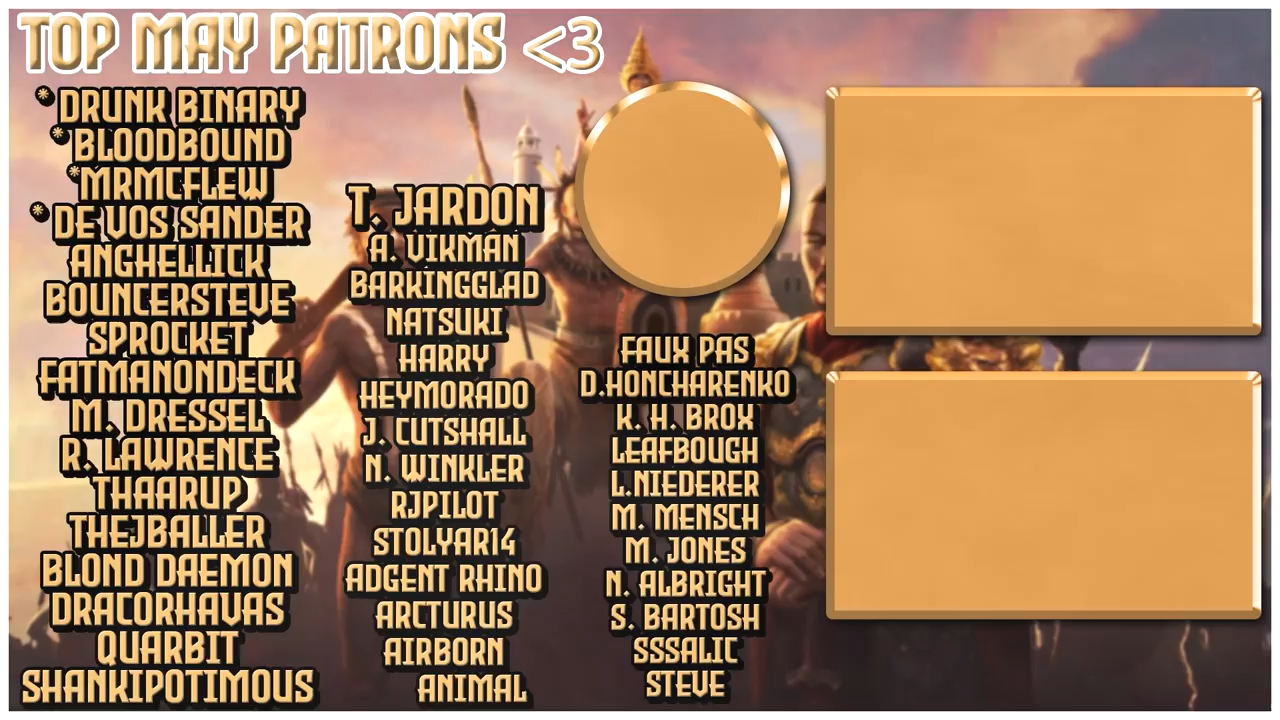 TOP MAY PATRONS <3
* DRUNK BINARY
* BLOODBOUND
*MRMCFLEW
* DE VOS SANDER
ANGHELLICK
BOUNCERSTEVE
SPROCKET
FATMANONDECK
M. DRESSEL
R. LAWRENCE
THAARUP
THEJBALLER
BLOND DAEMON
DRACORHAVAS
QUARBIT
SHANKIPOTIMOUS
T. JARDON
A. VIKMAN
BARKINGGLAD
NATSUKI
HARRY
HEYMORADO
J. CUTSHALL
N. WINKLER
RJPILOT
STOLYAR14
ADGENT RHINO
ARCTURUS
AIRBORN
ANIMAL
FAUX PAS
D.HONCHARENKO
K. H. BROX
LEAFBOUGH
L.NIEDERER
M. MENSCH
M. JONES
N. ALBRIGHT
S. BARTOSH
SSSALIC
STEVE